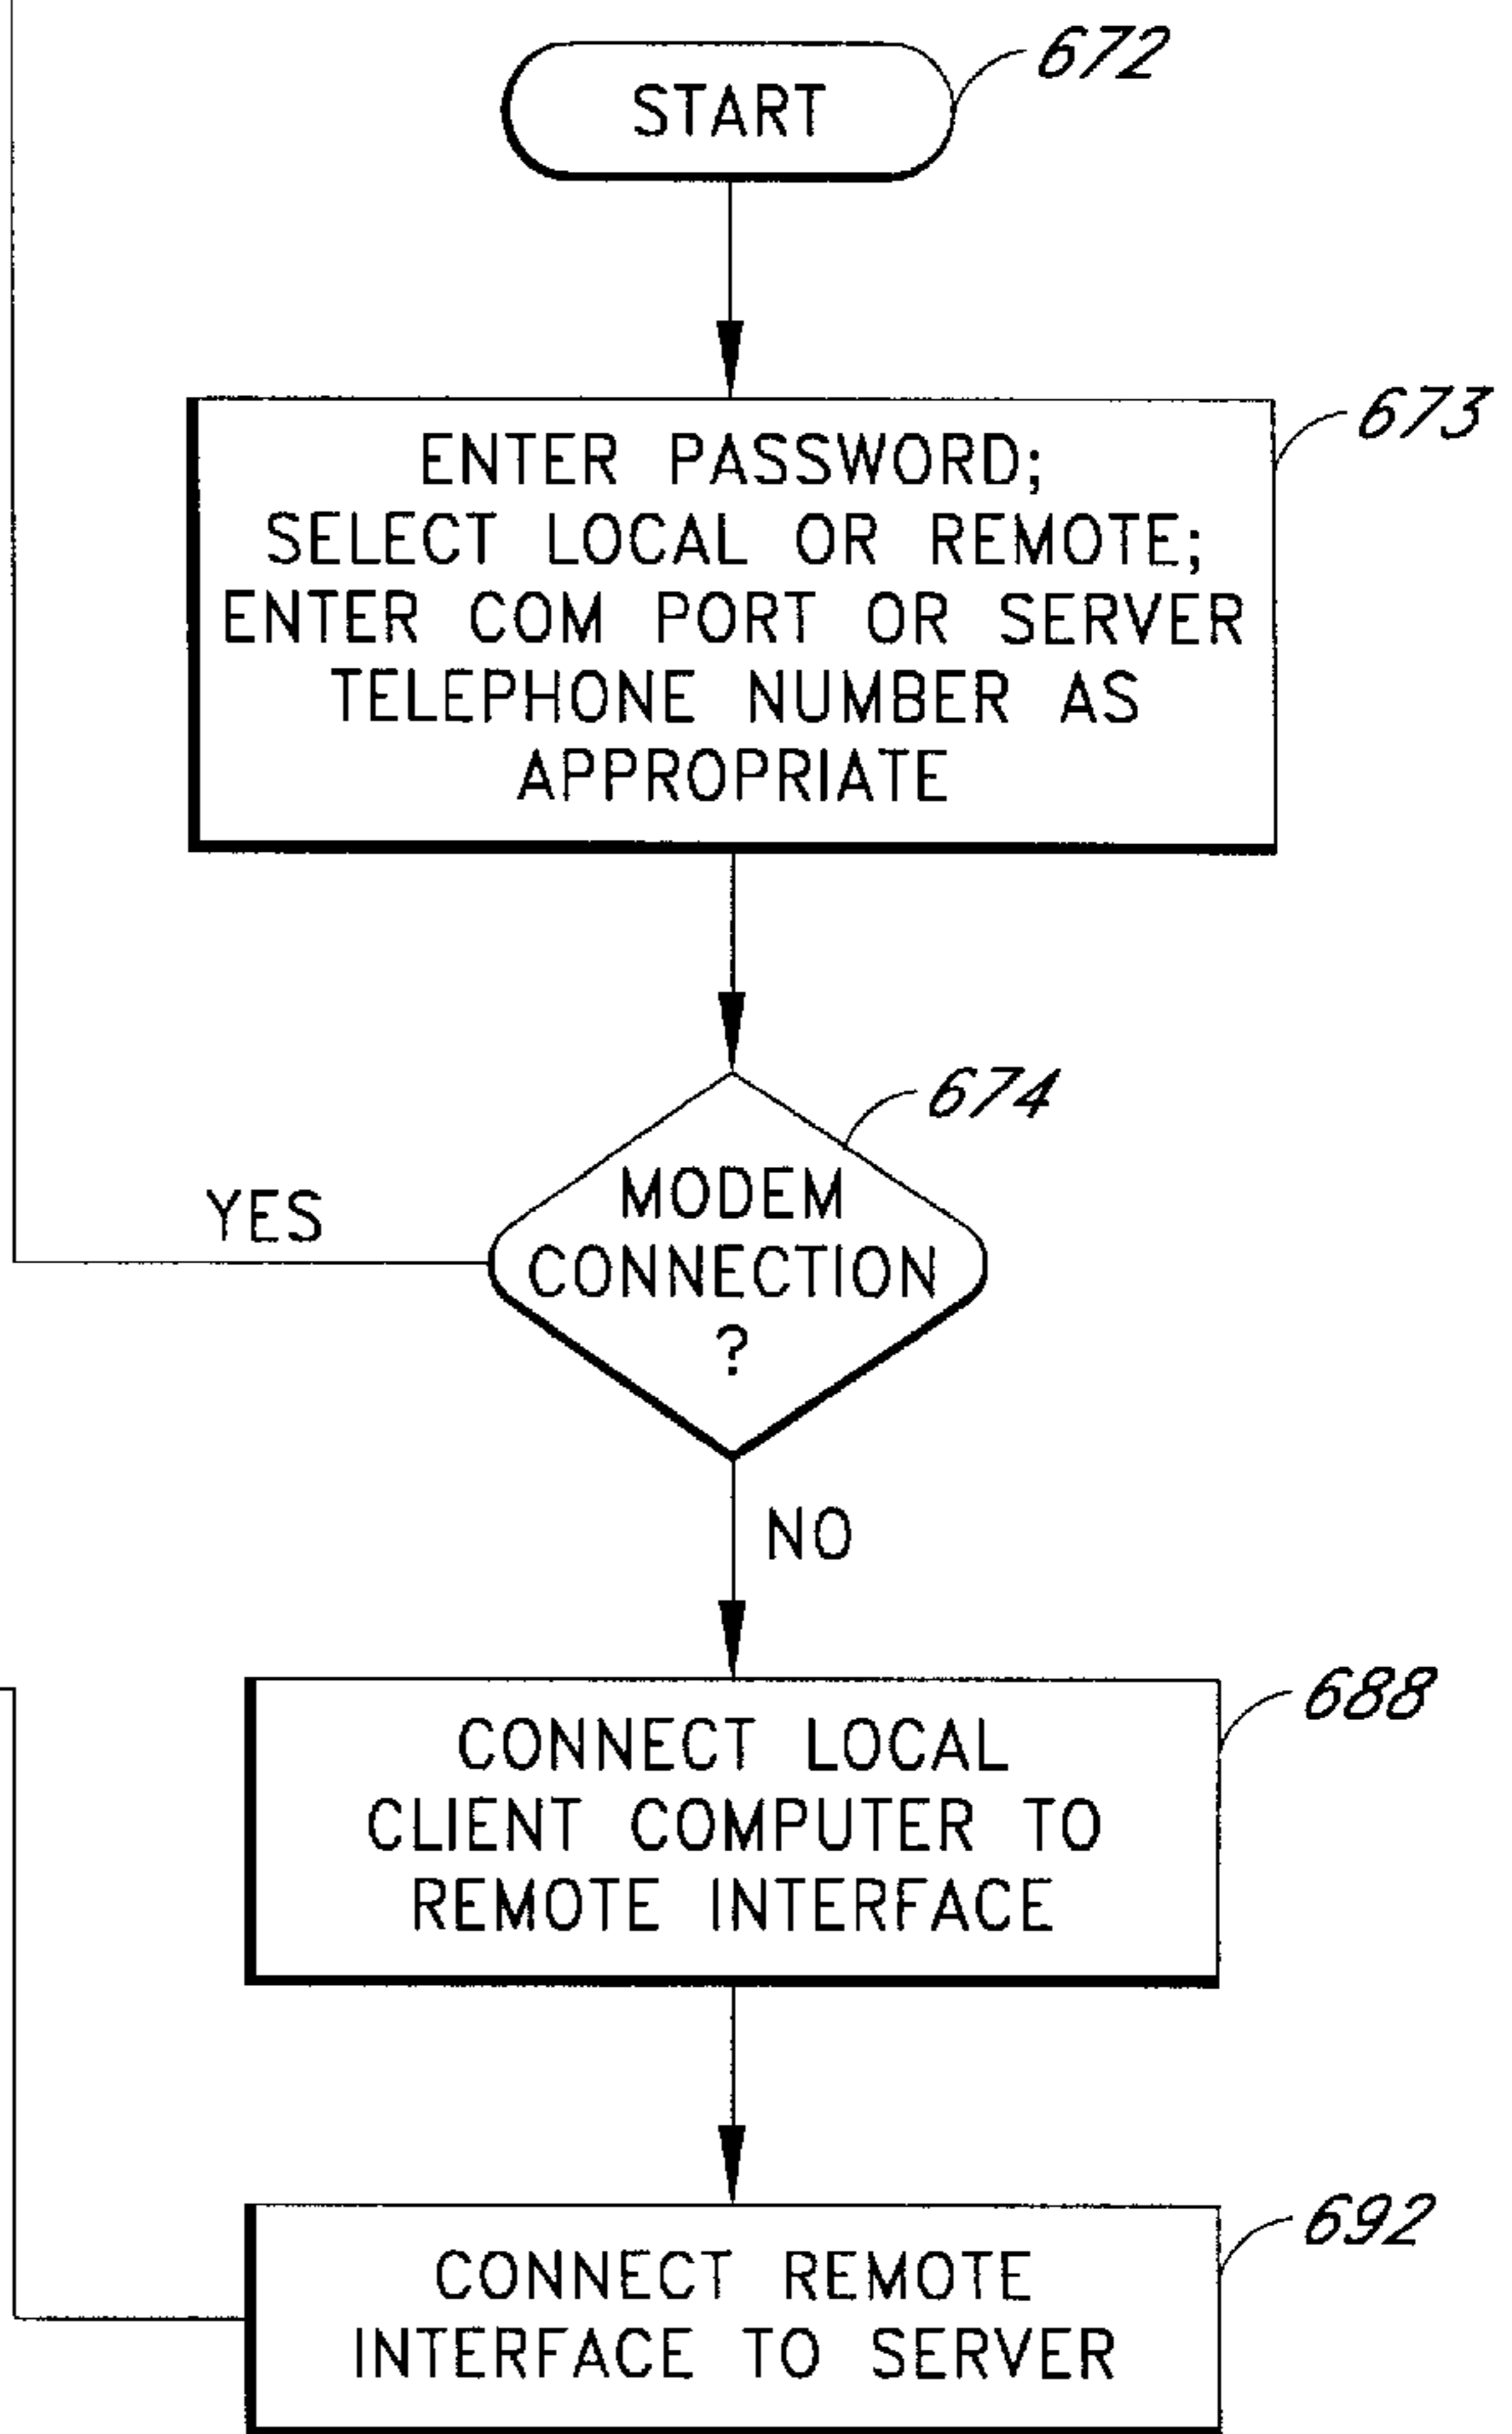 START
672
ENTER PASSWORD;
SELECT LOCAL OR REMOTE;
ENTER COM PORT OR SERVER
TELEPHONE NUMBER AS
APPROPRIATE
673
MODEM
CONNECTION
?
674
YES
NO
CONNECT LOCAL
CLIENT COMPUTER TO
REMOTE INTERFACE
688
CONNECT REMOTE
INTERFACE TO SERVER
692